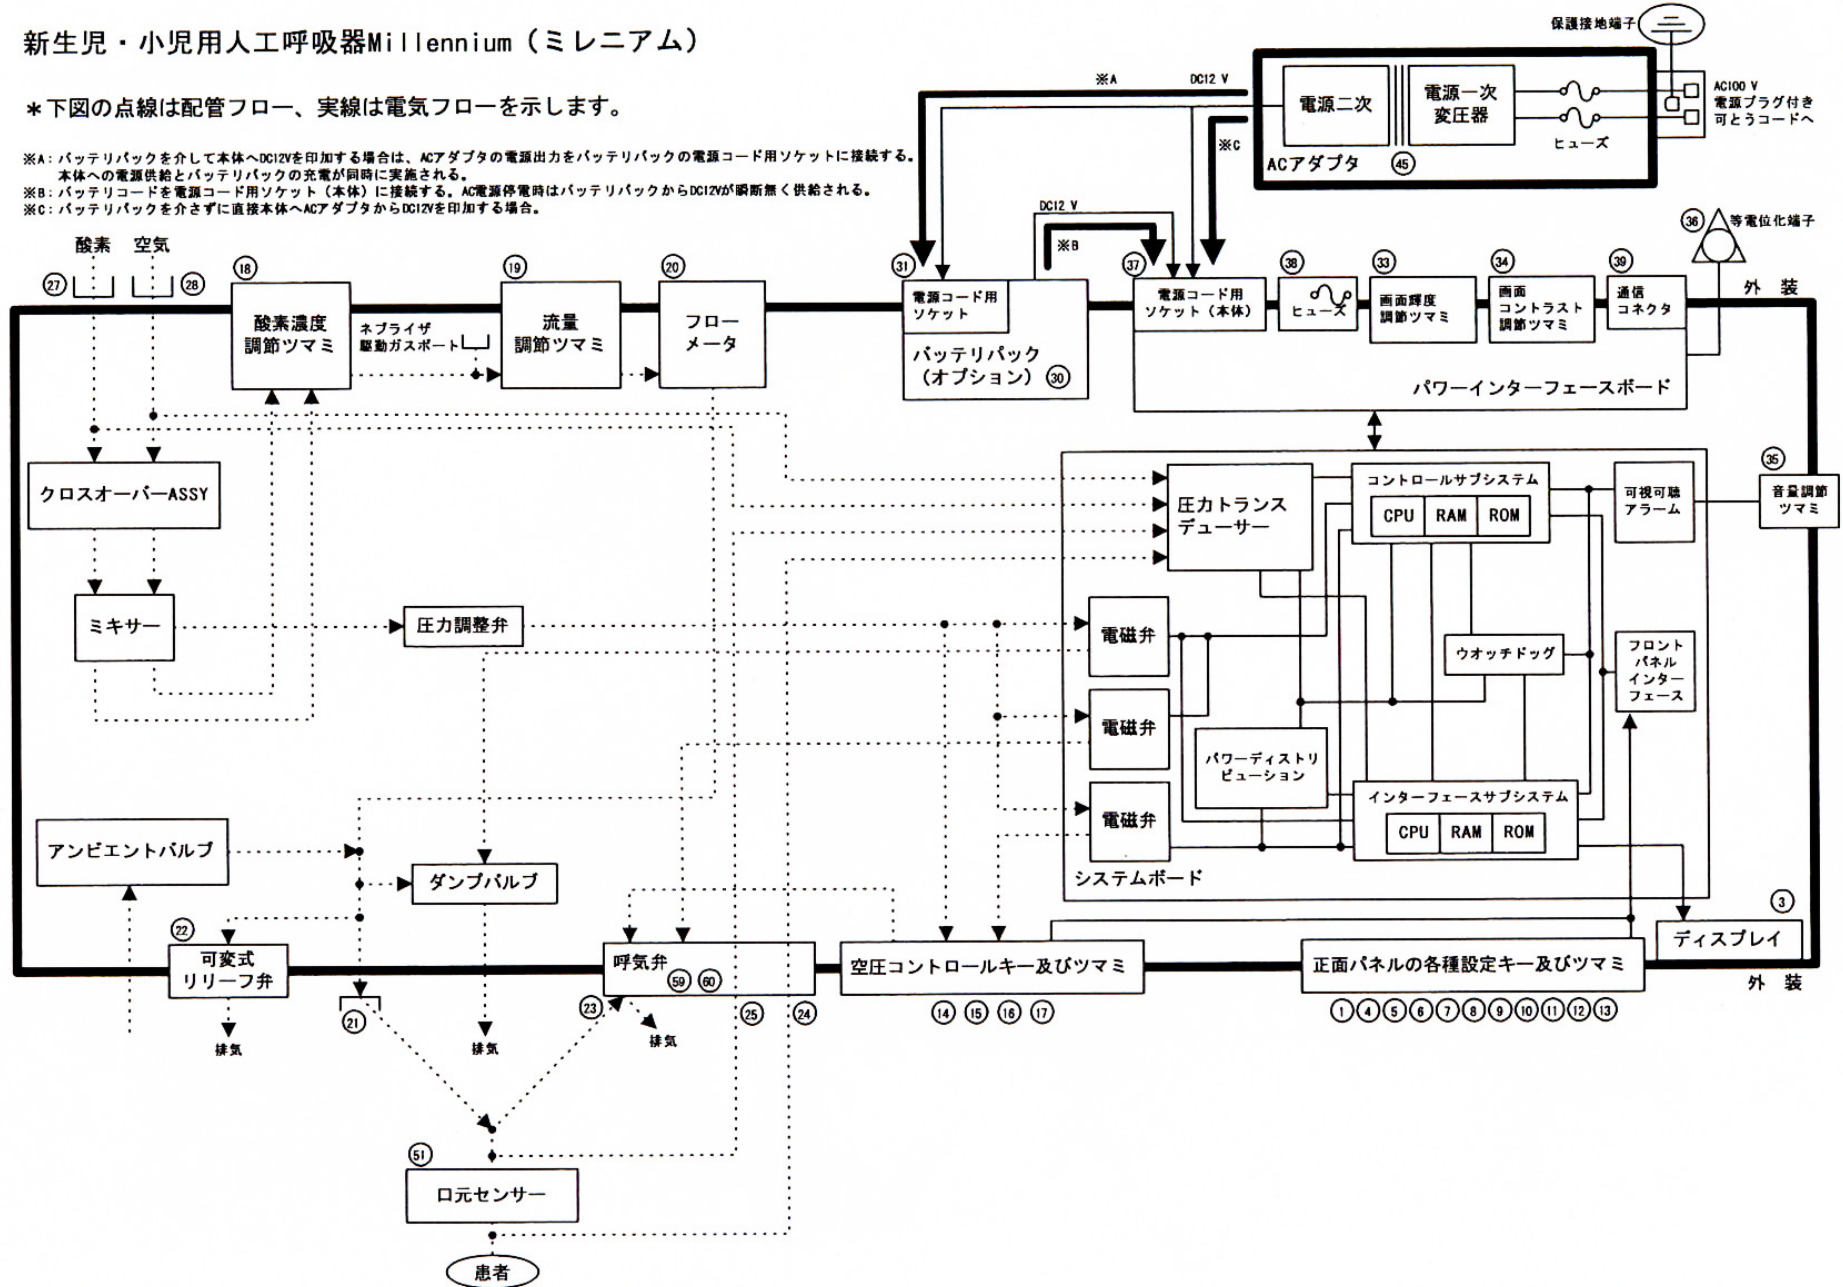 新生児・小児用人工呼吸器Millennium（ミレニアム）
＊下図の点線は配管フロー、実線は電気フローを示します。
※A：バッテリパックを介して本体へDC12Vを印加する場合は、ACアダプタの電源出力をバッテリパックの電源コード用ソケットに接続する。
本体への電源供給とバッテリパックの充電が同時に実施される。
※B：バッテリコードを電源コード用ソケット（本体）に接続する。AC電源停電時はバッテリパックからDC12Vが瞬断無く供給される。
※C：バッテリパックを介さずに直接本体へACアダプタからDC12Vを印加する場合。
保護接地端子
※A
DC12 V
電源二次
電源一次
変圧器
ヒューズ
AC100 V
電源プラグ付き
可とうコードへ
※C
ACアダプタ
㊺
DC12 V
※B
㊱
等電位化端子
酸素
空気
㉗
㉘
⑱
酸素濃度
調節ツマミ
ネブライザ
駆動ガスポート
⑲
流量
調節ツマミ
⑳
フロー
メータ
㉛
電源コード用
ソケット
バッテリパック
（オプション）
㉚
㊲
電源コード用
ソケット（本体）
㊳
ヒューズ
㉝
画面輝度
調節ツマミ
㉞
画面
コントラスト
調節ツマミ
㊴
通信
コネクタ
外 装
パワーインターフェースボード
クロスオーバーASSY
ミキサー
圧力調整弁
圧力トランス
デューサー
コントロールサブシステム
CPU
RAM
ROM
可視可聴
アラーム
㉟
音量調節
ツマミ
電磁弁
ウオッチドッグ
フロント
パネル
インター
フェース
電磁弁
パワーディストリ
ビューション
電磁弁
インターフェースサブシステム
CPU
RAM
ROM
システムボード
アンビエントバルブ
ダンプバルブ
③
ディスプレイ
㉒
可変式
リリーフ弁
排気
㉑
排気
呼気弁
㊾ ㊿
㉓
排気
㉕
㉔
空圧コントロールキー及びツマミ
⑭ ⑮ ⑯ ⑰
正面パネルの各種設定キー及びツマミ
① ④ ⑤ ⑥ ⑦ ⑧ ⑨ ⑩ ⑪ ⑫ ⑬
外 装
51
口元センサー
患者